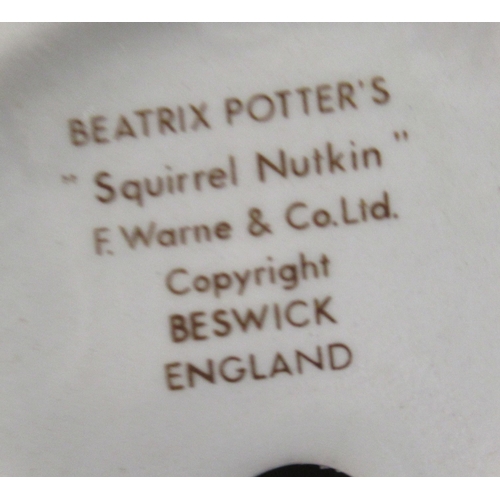 BEATRIX POTTER'S
" Squirrel Nutkin "
F. Warne & Co.Ltd.
Copyright
BESWICK
ENGLAND